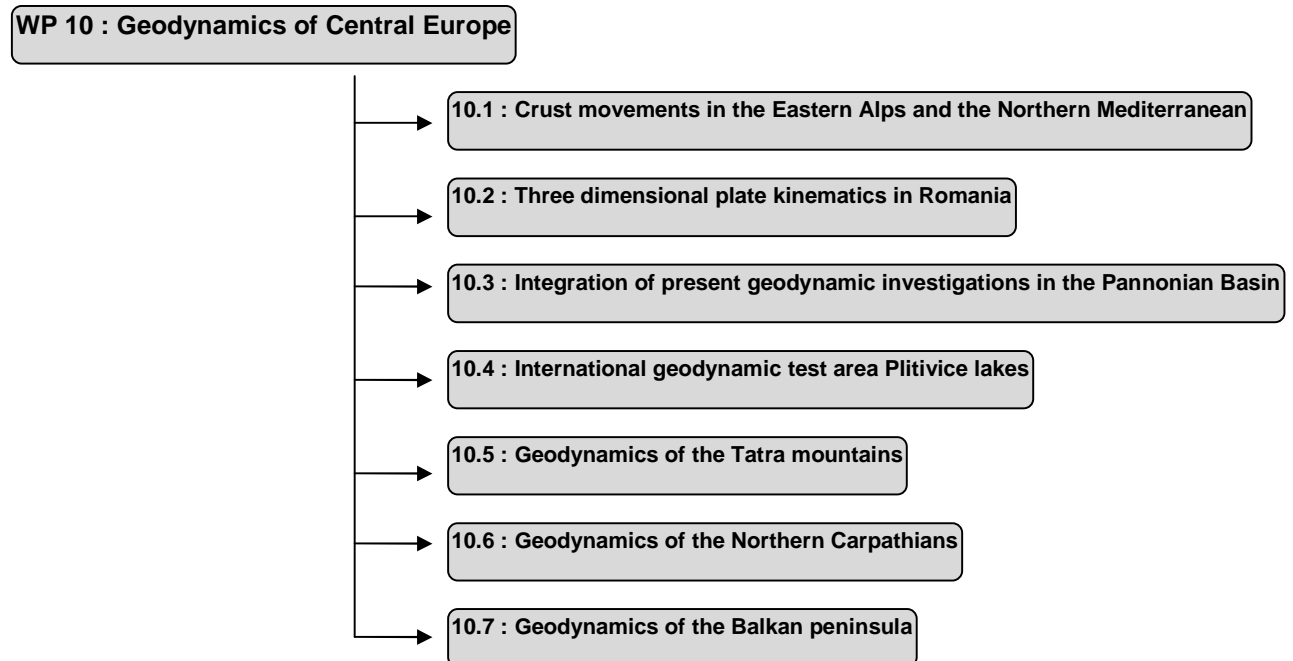 WP 10 : Geodynamics of Central Europe
10.1 : Crust movements in the Eastern Alps and the Northern Mediterranean
10.2 : Three dimensional plate kinematics in Romania
10.3 : Integration of present geodynamic investigations in the Pannonian Basin
10.4 : International geodynamic test area Plitivice lakes
10.5 : Geodynamics of the Tatra mountains
10.6 : Geodynamics of the Northern Carpathians
10.7 : Geodynamics of the Balkan peninsula